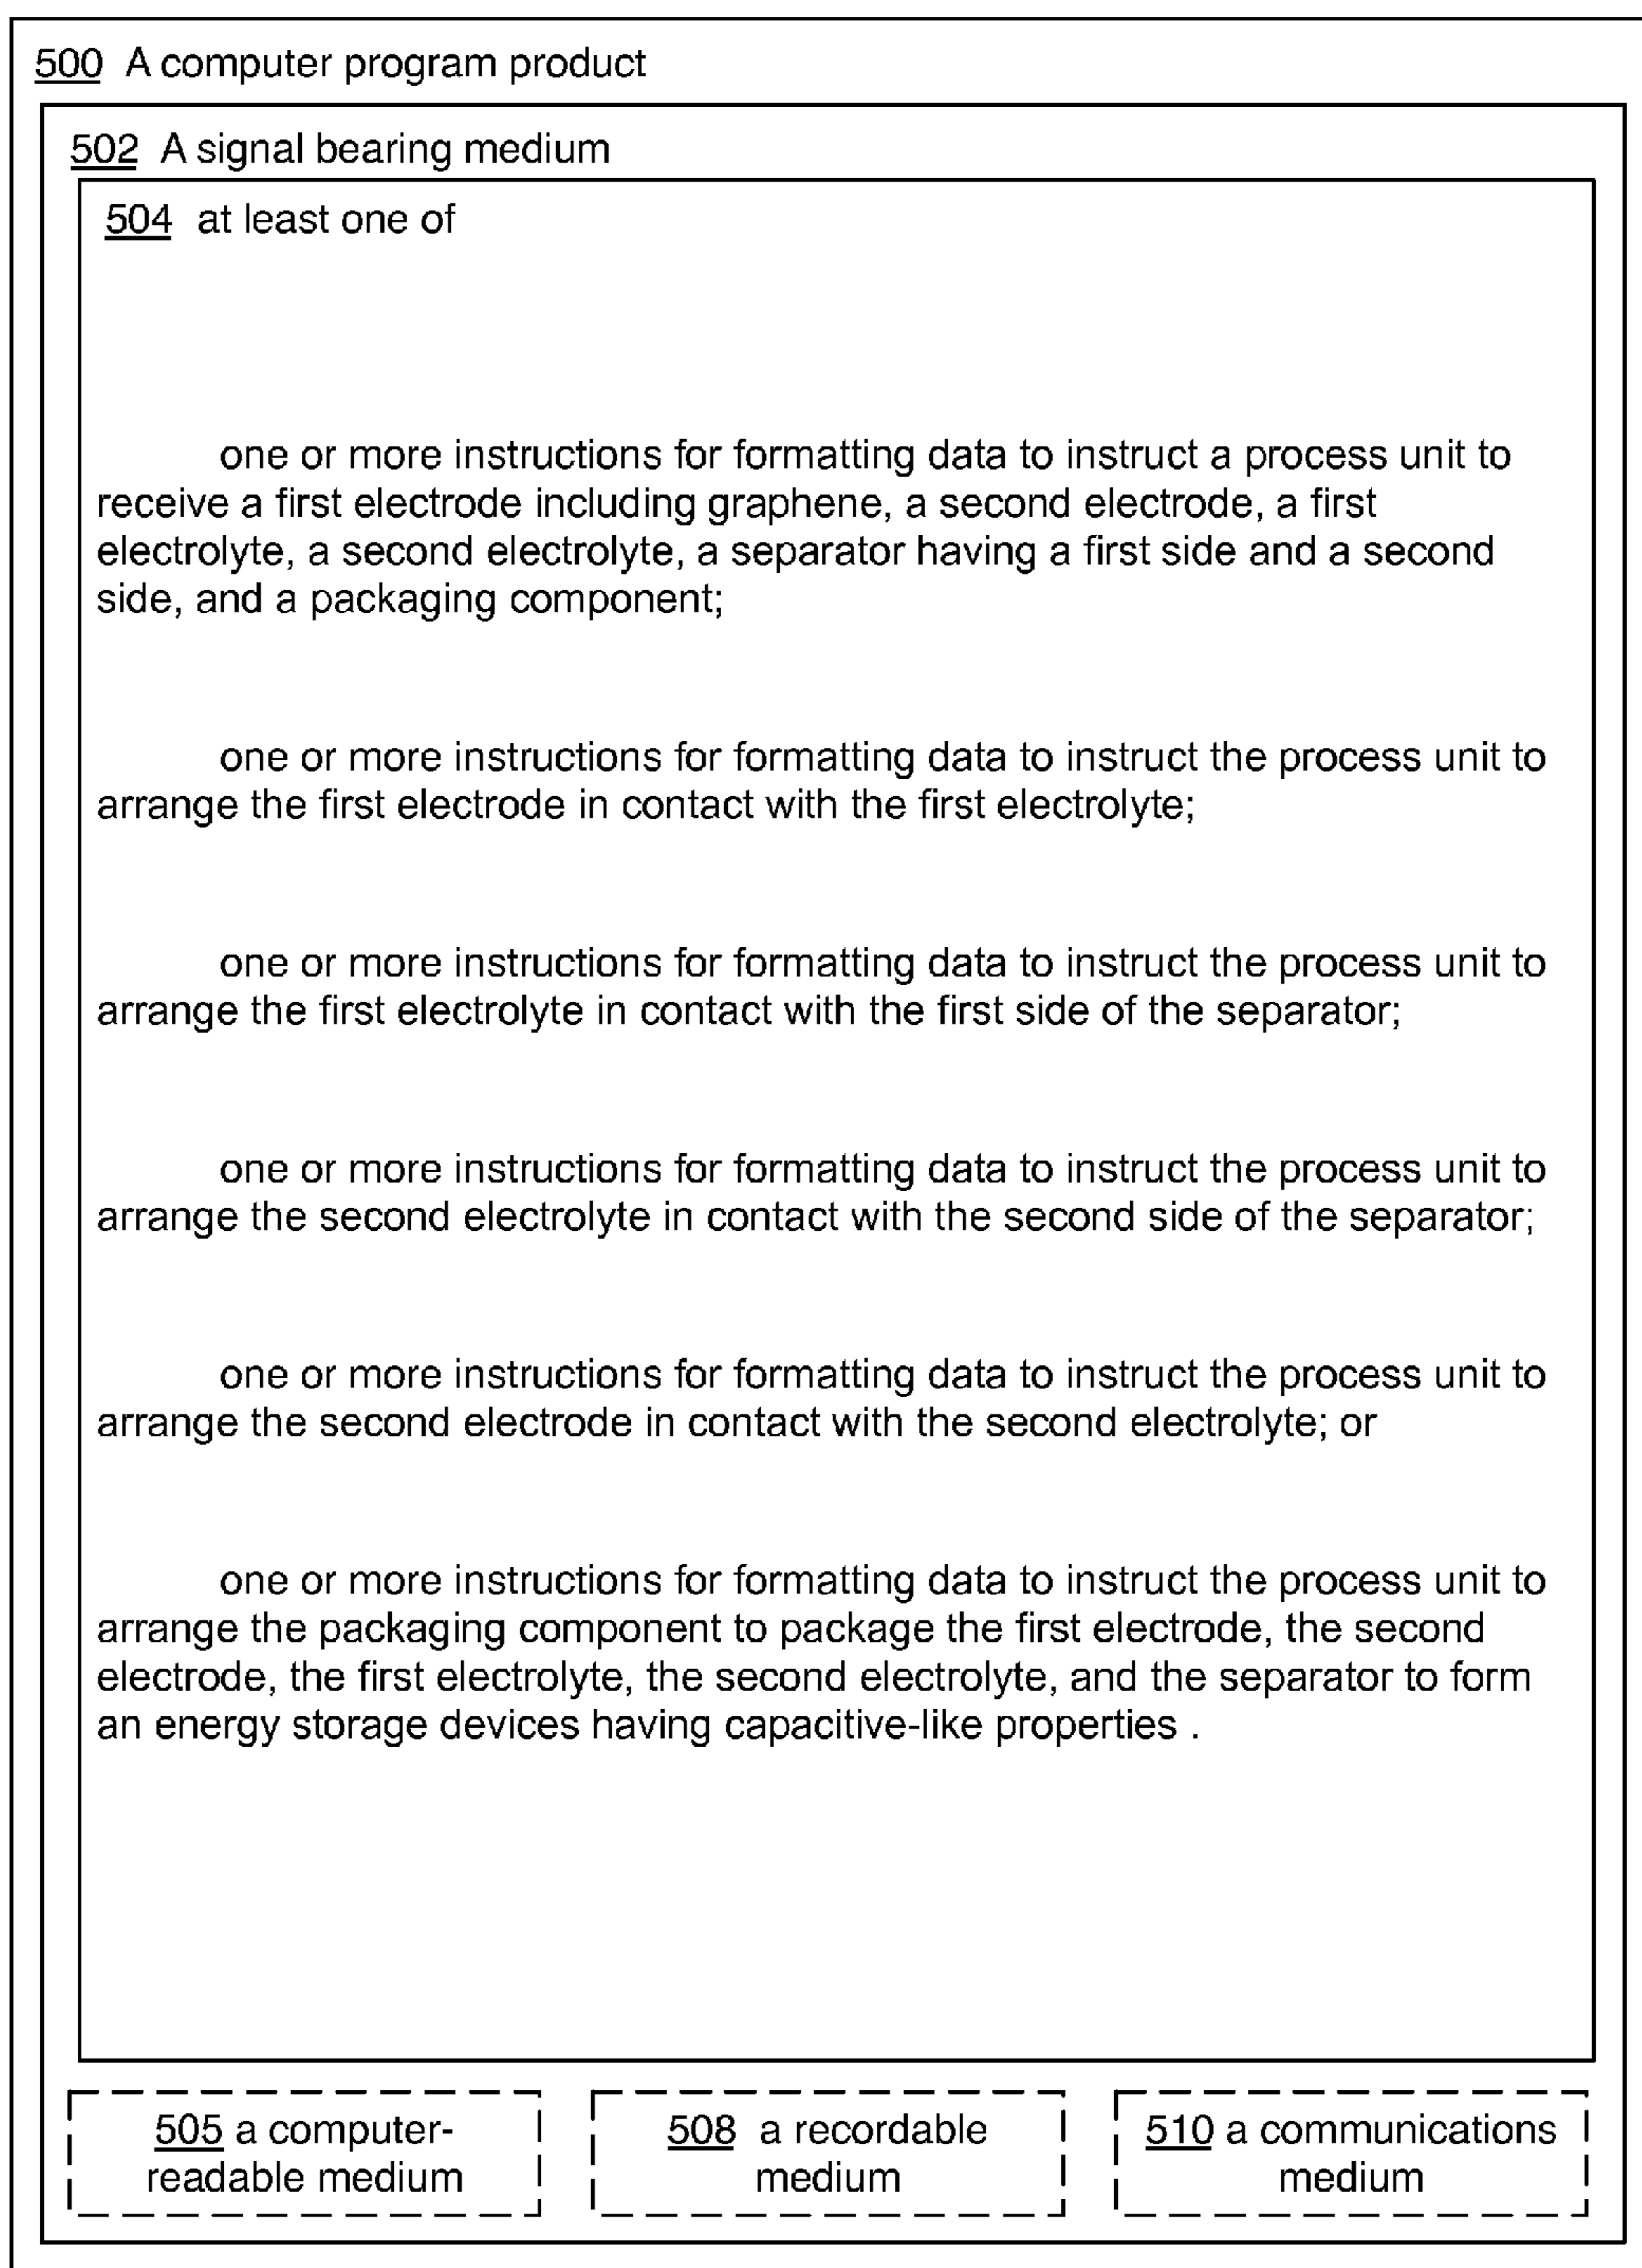 500 A computer program product
502 A signal bearing medium
504 at least one of
one or more instructions for formatting data to instruct a process unit to
receive a first electrode including graphene, a second electrode, a first
electrolyte, a second electrolyte, a separator having a first side and a second
side, and a packaging component;
one or more instructions for formatting data to instruct the process unit to
arrange the first electrode in contact with the first electrolyte;
one or more instructions for formatting data to instruct the process unit to
arrange the first electrolyte in contact with the first side of the separator;
one or more instructions for formatting data to instruct the process unit to
arrange the second electrolyte in contact with the second side of the separator;
one or more instructions for formatting data to instruct the process unit to
arrange the second electrode in contact with the second electrolyte; or
one or more instructions for formatting data to instruct the process unit to
arrange the packaging component to package the first electrode, the second
electrode, the first electrolyte, the second electrolyte, and the separator to form
an energy storage devices having capacitive-like properties .
505 a computer-
readable medium
508 a recordable
medium
510 a communications
medium